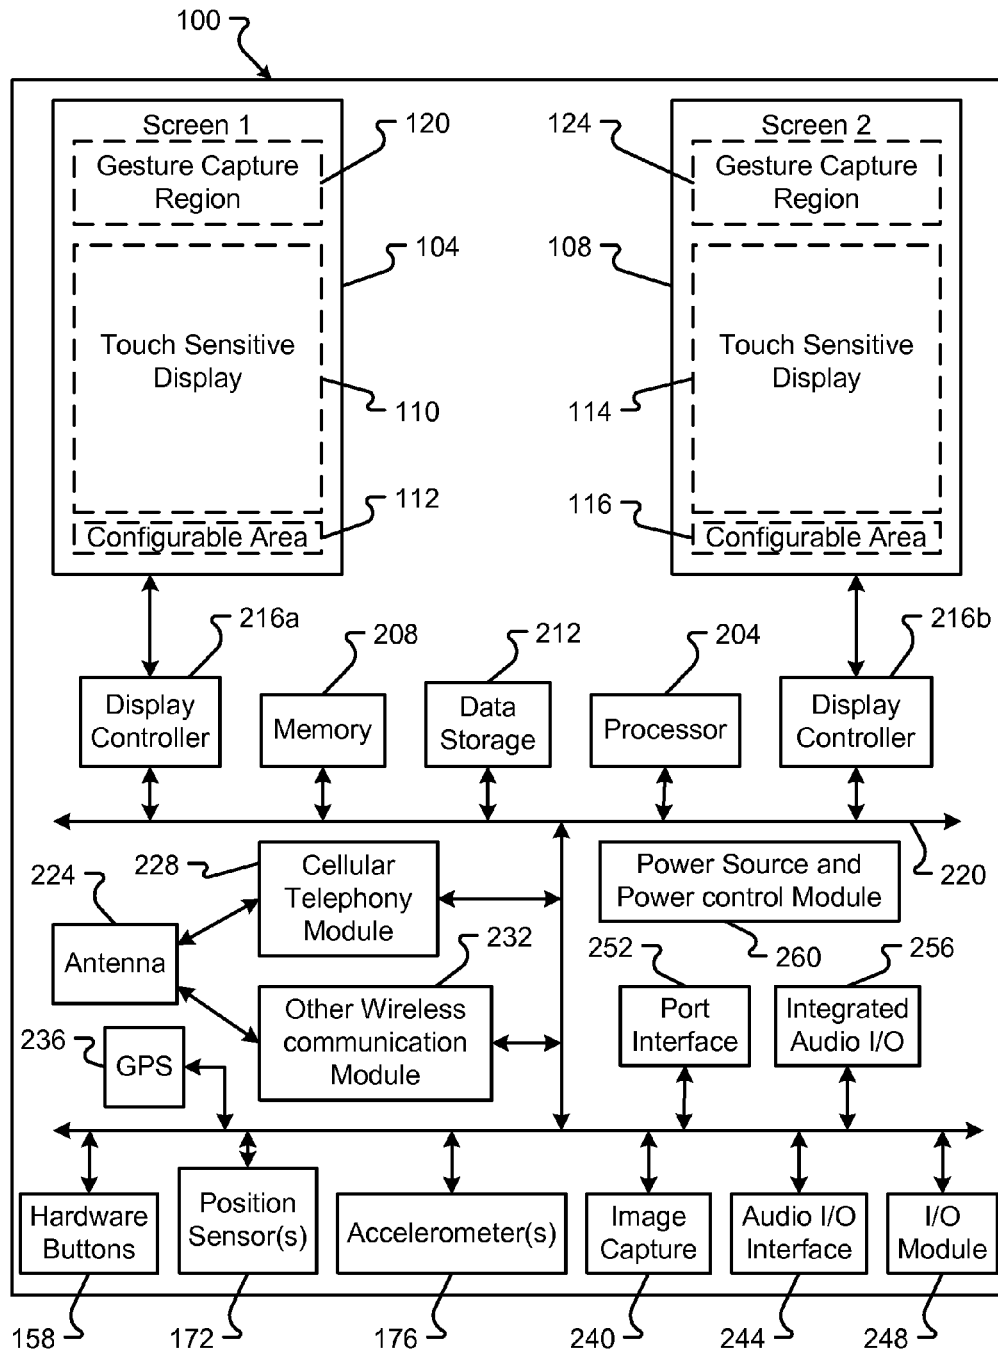 100
Screen 1
120
Gesture Capture
Region
104
Touch Sensitive
Display
110
112
Configurable Area
Screen 2
124
Gesture Capture
Region
108
Touch Sensitive
Display
114
116
Configurable Area
216a
208
212
204
216b
Display
Controller
Memory
Data
Storage
Processor
Display
Controller
220
224
228
Cellular
Telephony
Module
Power Source and
Power control Module
Antenna
232
252
260
256
Other Wireless
communication
Module
Port
Interface
Integrated
Audio I/O
236
GPS
Hardware
Buttons
Position
Sensor(s)
Accelerometer(s)
Image
Capture
Audio I/O
Interface
I/O
Module
158
172
176
240
244
248